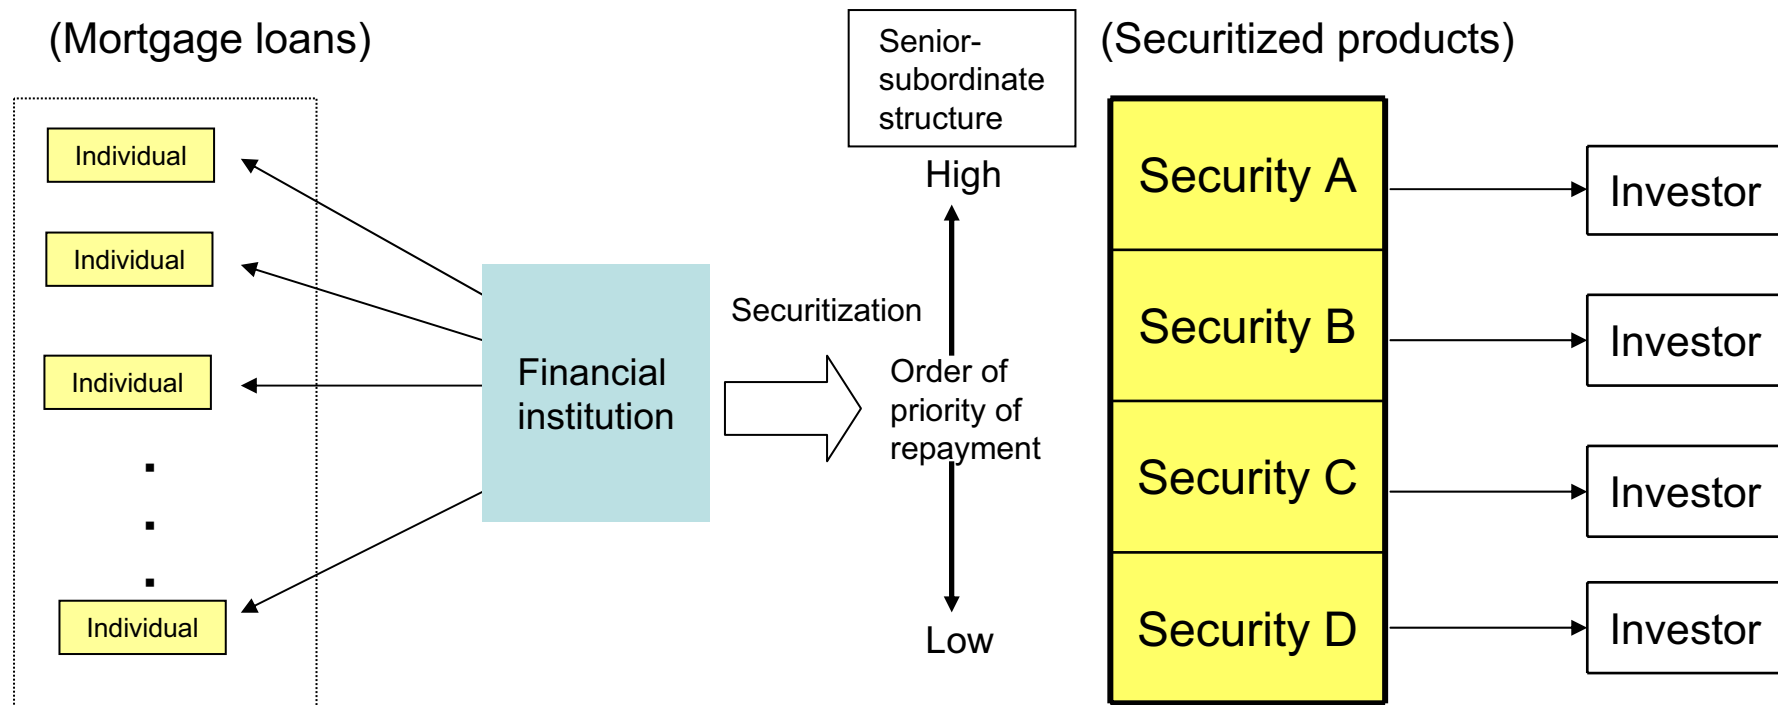 (Mortgage loans)
Individual
Individual
Individual
Individual
Financial
institution
Securitization
Senior-
subordinate
structure
High
Order of
priority of
repayment
Low
(Securitized products)
Security A
Security B
Security C
Security D
Investor
Investor
Investor
Investor